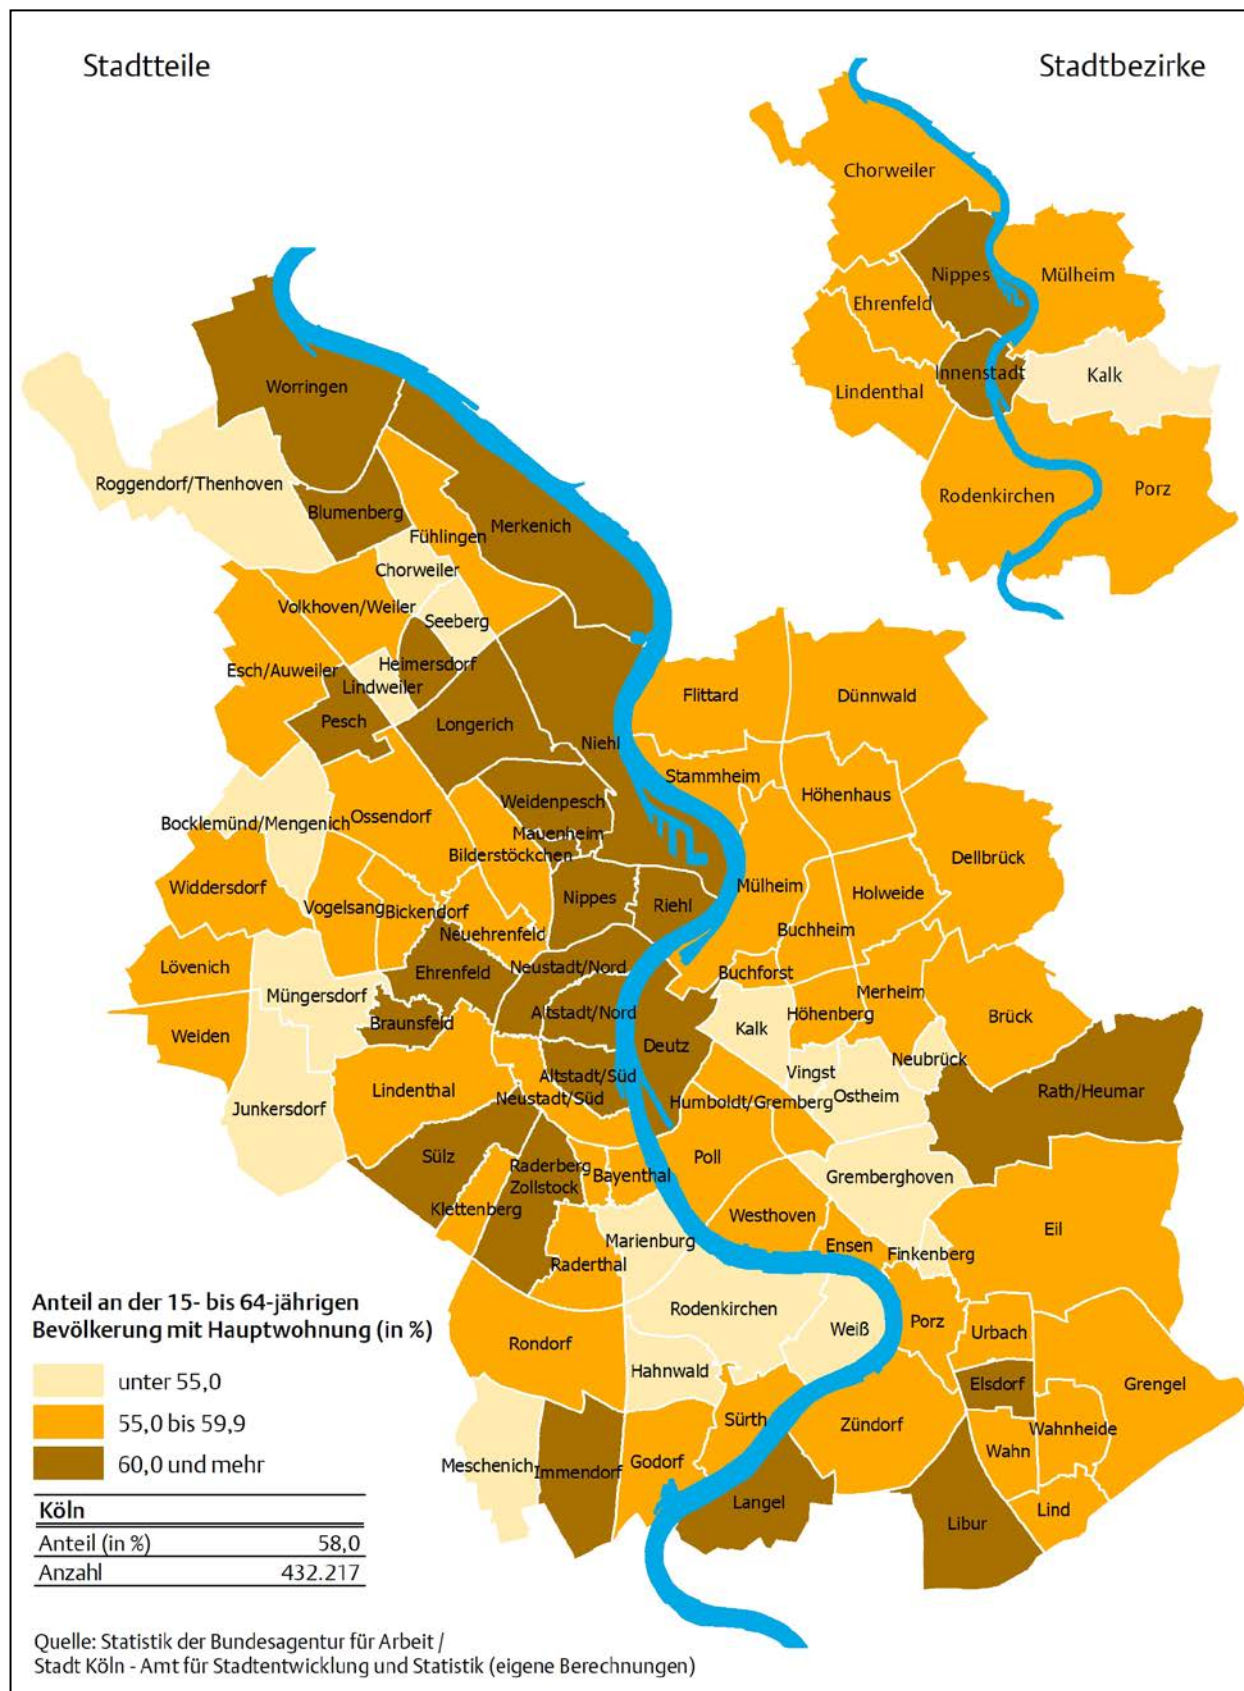 Stadtteile
Stadtbezirke
Chorweiler
Nippes
Mülheim
Ehrenfeld
Innenstadt
Kalk
Lindenthal
Rodenkirchen
Porz
Worringen
Roggendorf/Thenhoven
Blumenberg
Merkenich
Fühlingen
Chorweiler
Volkhoven/Weiler
Seeberg
Esch/Auweiler
Heimersdorf
Lindweiler
Pesch
Longerich
Niehl
Flittard
Dünnwald
Stammheim
Höhenhaus
Weidenpesch
Bocklemünd/Mengenich
Ossendorf
Mauenheim
Bilderstöckchen
Dellbrück
Widdersdorf
Mülheim
Holweide
Nippes
Riehl
Vogelsang
Bickendorf
Neuehrenfeld
Buchheim
Lövenich
Ehrenfeld
Neustadt/Nord
Buchforst
Müngersdorf
Merheim
Altstadt/Nord
Höhenberg
Brück
Braunsfeld
Kalk
Weiden
Deutz
Neubrück
Vingst
Altstadt/Süd
Lindenthal
Neustadt/Süd
Humboldt/Gremberg
Ostheim
Rath/Heumar
Junkersdorf
Sülz
Raderberg
Zollstock
Poll
Bayenthal
Gremberghoven
Klettenberg
Westhoven
Eil
Marienburg
Ensen
Finkenberg
Raderthal
Rodenkirchen
Weiß
Porz
Urbach
Rondorf
Hahnwald
Elsdorf
Grengel
Sürth
Zündorf
Wahnheide
Wahn
Meschenich
Immendorf
Godorf
Langel
Libur
Lind
Anteil an der 15- bis 64-jährigen
Bevölkerung mit Hauptwohnung (in %)
unter 55,0
55,0 bis 59,9
60,0 und mehr
Köln
Anteil (in %) 58,0
Anzahl 432.217
Quelle: Statistik der Bundesagentur für Arbeit /
Stadt Köln - Amt für Stadtentwicklung und Statistik (eigene Berechnungen)